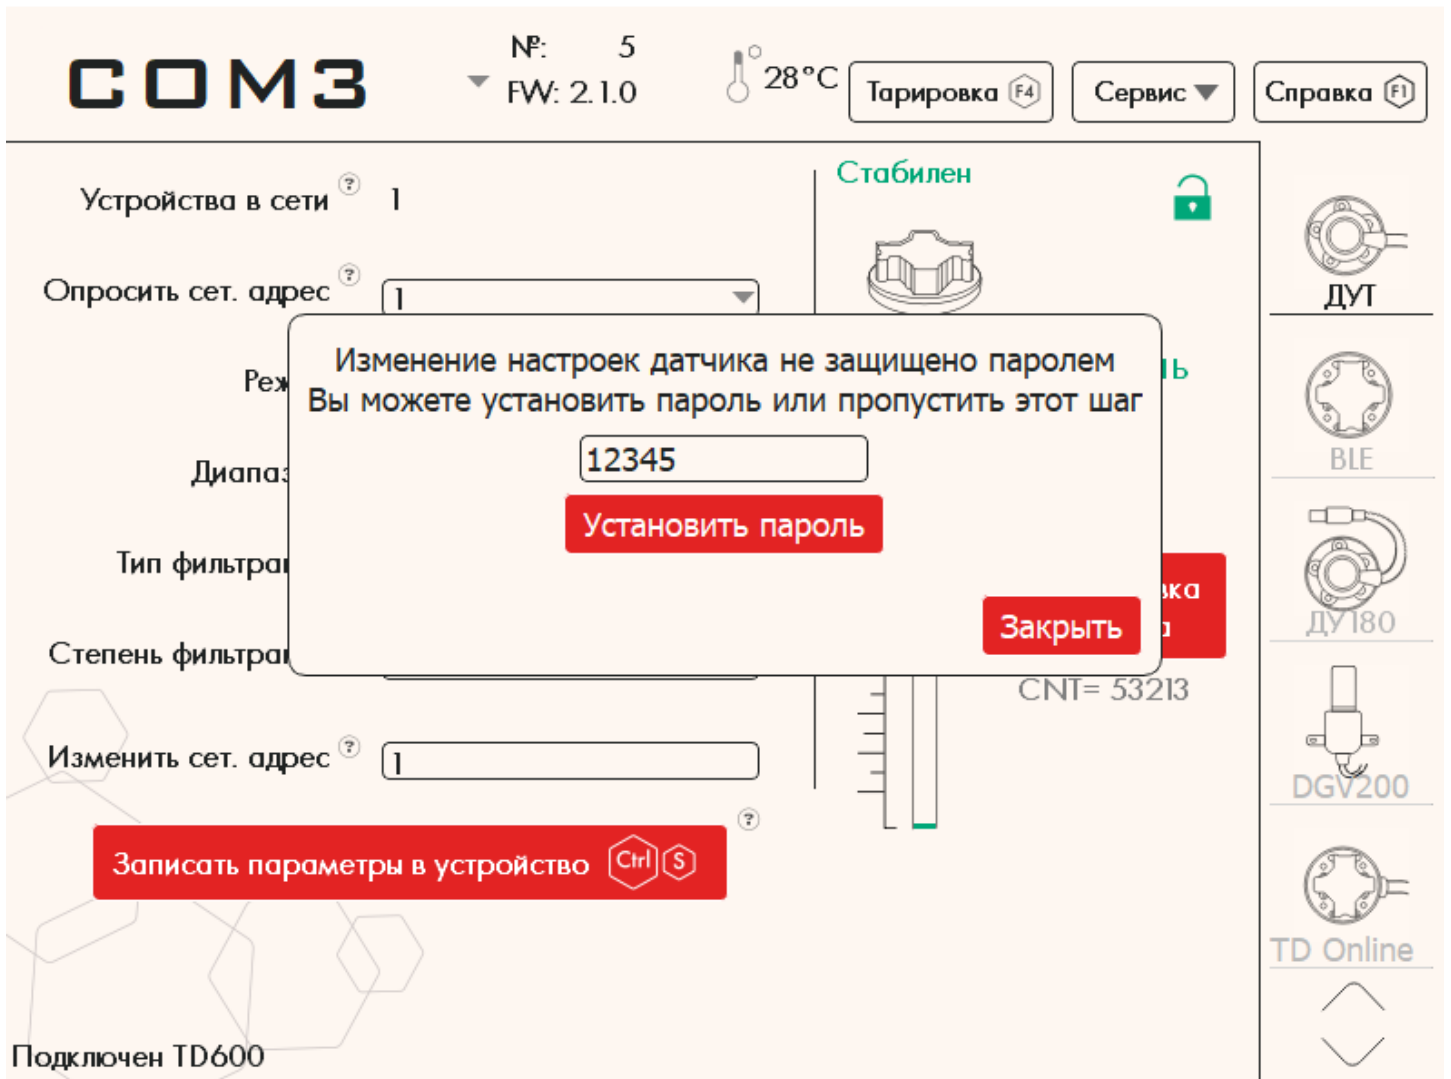 COM3
№: 5
FW: 2.1.0
28°C
Тарировка F4
Сервис
Справка F1
Устройства в сети ? 1
Опросить сет. адрес ? 1
Стабилен
Изменение настроек датчика не защищено паролем
Вы можете установить пароль или пропустить этот шаг
12345
Установить пароль
Закрыть
CNT= 53213
Изменить сет. адрес ? 1
?
Записать параметры в устройство Ctrl S
Подключен TD600
ДУТ
BLE
ДУ180
DGV200
TD Online